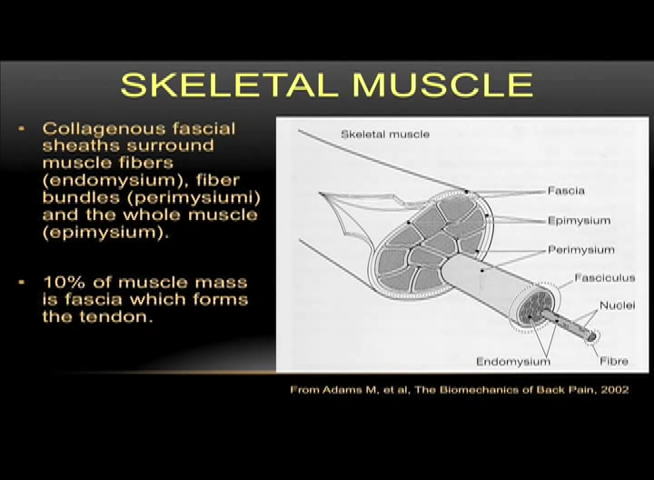 SKELETAL MUSCLE
• Collagenous fascial
sheaths surround
muscle fibers
(endomysium), fiber
bundles (perimysiumi)
and the whole muscle
(epimysium).
• 10% of muscle mass
is fascia which forms
the tendon.
Skeletal muscle
Fascia
Epimysium
Perimysium
Fasciculus
Nuclei
Endomysium
Fibre
From Adams M, et al, The Biomechanics of Back Pain, 2002